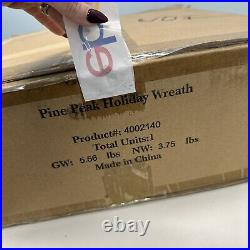 Pine Peak Holiday Wreath
Product#: 4002140
Total Units:1
GW: 5.56 lbs NW: 3.75 lbs
Made in China